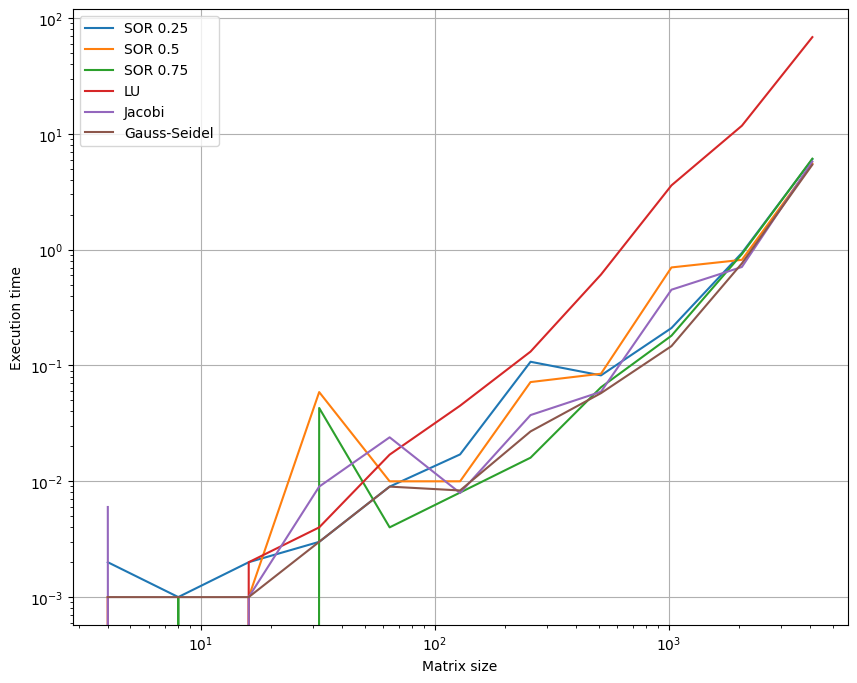 SOR 0.25
SOR 0.5
SOR 0.75
LU
Jacobi
Gauss-Seidel
10²
10¹
10⁰
10⁻¹
10⁻²
10⁻³
Execution time
10¹
10²
10³
Matrix size